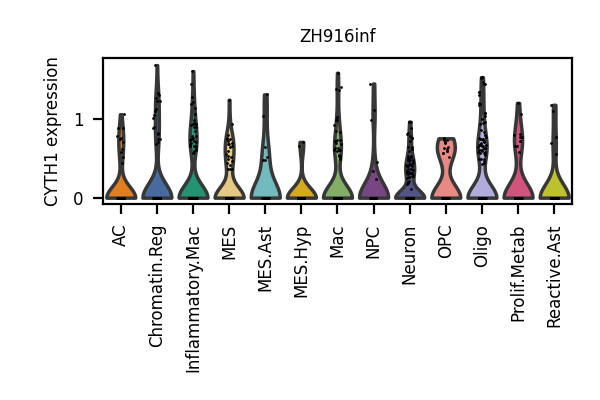 ZH916inf
CYTH1 expression
1
0
AC
Chromatin.Reg
Inflammatory.Mac
MES
MES.Ast
MES.Hyp
Mac
NPC
Neuron
OPC
Oligo
Prolif.Metab
Reactive.Ast